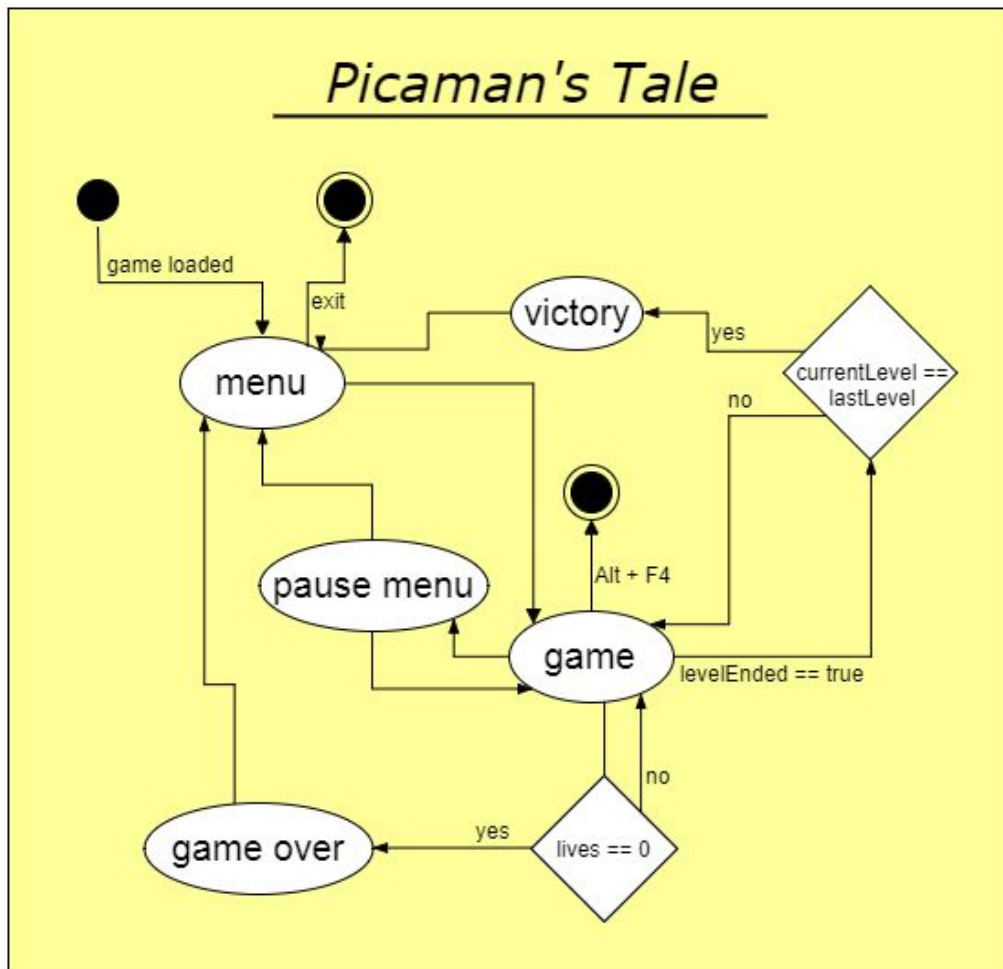 Picaman's Tale
game loaded
exit
victory
yes
menu
currentLevel ==
lastLevel
no
pause menu
Alt + F4
game
levelEnded == true
no
game over
yes
lives == 0